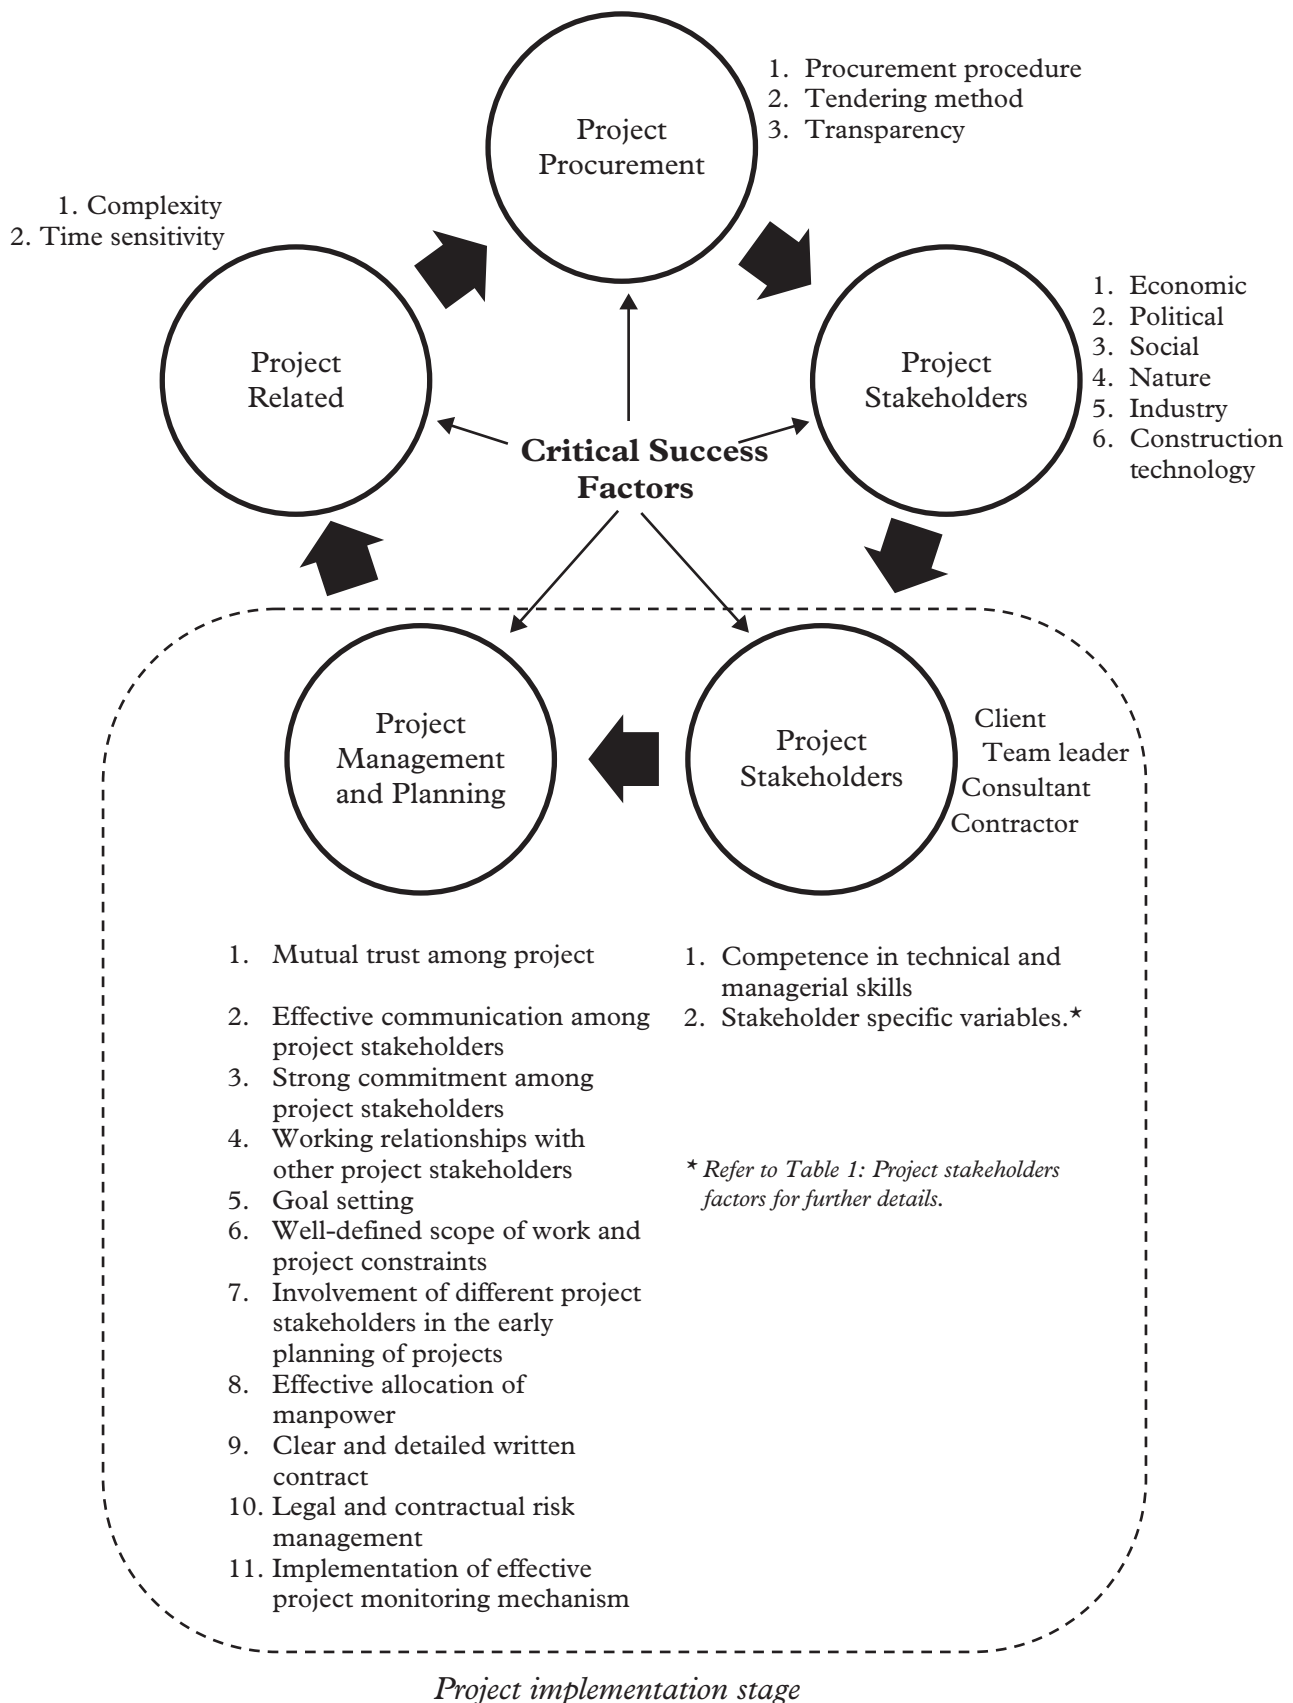 Project
Procurement
1. Procurement procedure
2. Tendering method
3. Transparency
1. Complexity
2. Time sensitivity
Project
Related
Project
Stakeholders
1. Economic
2. Political
3. Social
4. Nature
5. Industry
6. Construction
technology
Critical Success
Factors
Project
Management
and Planning
Project
Stakeholders
Client
Team leader
Consultant
Contractor
1. Mutual trust among project
2. Effective communication among
project stakeholders
3. Strong commitment among
project stakeholders
4. Working relationships with
other project stakeholders
5. Goal setting
6. Well-defined scope of work and
project constraints
7. Involvement of different project
stakeholders in the early
planning of projects
8. Effective allocation of
manpower
9. Clear and detailed written
contract
10. Legal and contractual risk
management
11. Implementation of effective
project monitoring mechanism
1. Competence in technical and
managerial skills
2. Stakeholder specific variables.*
* Refer to Table 1: Project stakeholders
factors for further details.
Project implementation stage